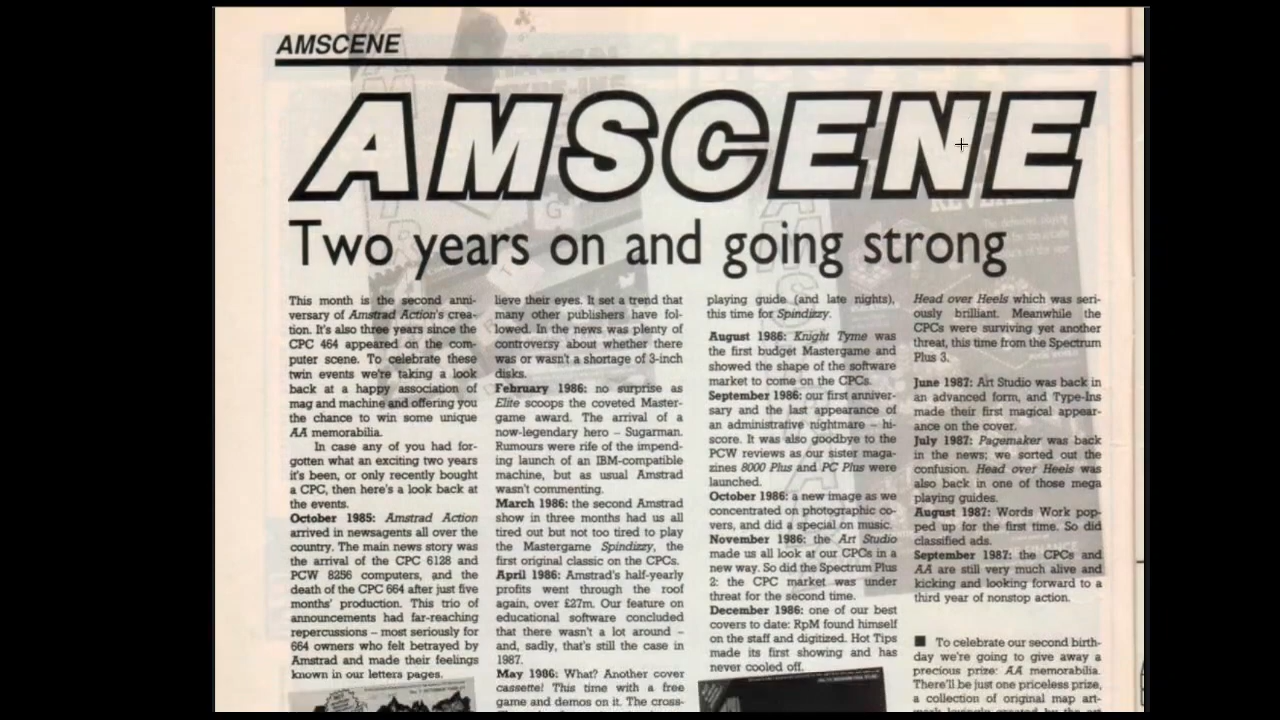 AMSCENE
AMSCENE
Two years on and going strong
This month is the second anni-
versary of Amstrad Action's crea-
tion. It's also three years since the
CPC 464 appeared on the com-
puter scene. To celebrate these
twin events we're taking a look
back at a happy association of
mag and machine and offering you
the chance to win some unique
AA memorabilia.
In case any of you had for-
gotten what an exciting two years
it's been, or only recently bought
a CPC, then here's a look back at
the events.
October 1985: Amstrad Action
arrived in newsagents all over the
country. The main news story was
the arrival of the CPC 6128 and
PCW 8256 computers, and the
death of the CPC 664 after just five
months' production. This trio of
announcements had far-reaching
repercussions – most seriously for
664 owners who felt betrayed by
Amstrad and made their feelings
known in our letters pages.
lieve their eyes. It set a trend that
many other publishers have fol-
lowed. In the news was plenty of
controversy about whether there
was or wasn't a shortage of 3-inch
disks.
February 1986: no surprise as
Elite scoops the coveted Master-
game award. The arrival of a
now-legendary hero – Sugarman.
Rumours were rife of the impend-
ing launch of an IBM-compatible
machine, but as usual Amstrad
wasn't commenting.
March 1986: the second Amstrad
show in three months had us all
tired out but not too tired to play
the Mastergame Spindizzy, the
first original classic on the CPCs.
April 1986: Amstrad's half-yearly
profits went through the roof
again, over £27m. Our feature on
educational software concluded
that there wasn't a lot around –
and, sadly, that's still the case in
1987.
May 1986: What? Another cover
cassette! This time with a free
game and demos on it. The cross-
playing guide (and late nights),
this time for Spindizzy.
August 1986: Knight Tyme was
the first budget Mastergame and
showed the shape of the software
market to come on the CPCs.
September 1986: our first anniver-
sary and the last appearance of
an administrative nightmare – hi-
score. It was also goodbye to the
PCW reviews as our sister maga-
zines 8000 Plus and PC Plus were
launched.
October 1986: a new image as we
concentrated on photographic co-
vers, and did a special on music.
November 1986: the Art Studio
made us all look at our CPCs in a
new way. So did the Spectrum Plus
2: the CPC market was under
threat for the second time.
December 1986: one of our best
covers to date: RpM found himself
on the staff and digitized. Hot Tips
made its first showing and has
never cooled off.
Head over Heels which was seri-
ously brilliant. Meanwhile the
CPCs were surviving yet another
threat, this time from the Spectrum
Plus 3.
June 1987: Art Studio was back in
an advanced form, and Type-Ins
made their first magical appear-
ance on the cover.
July 1987: Pagemaker was back
in the news; we sorted out the
confusion. Head over Heels was
also back in one of those mega
playing guides.
August 1987: Words Work pop-
ped up for the first time. So did
classified ads.
September 1987: the CPCs and
AA are still very much alive and
kicking and looking forward to a
third year of nonstop action.
■ To celebrate our second birth-
day we're going to give away a
precious prize: AA memorabilia.
There'll be just one priceless prize,
a collection of original map art-